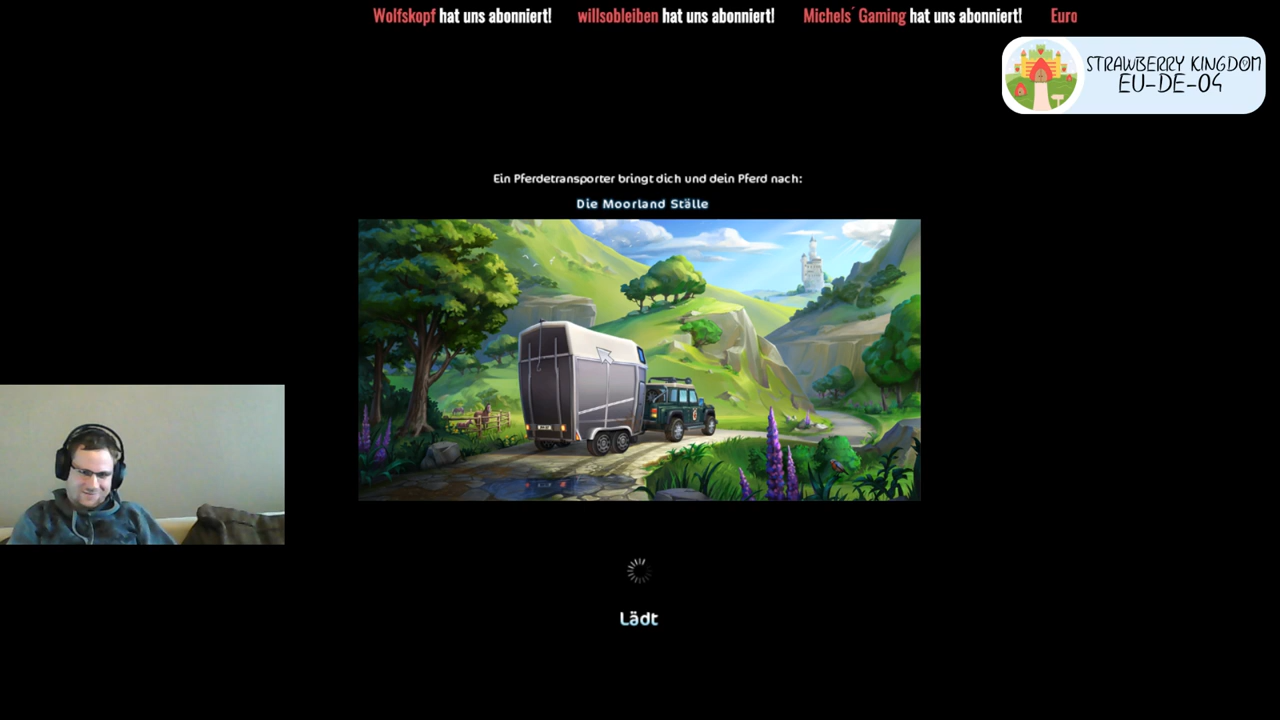 Wolfskopf hat uns abonniert! willsobleiben hat uns abonniert! Michels´ Gaming hat uns abonniert! Euro
STRAWBERRY KINGDOM
EU-DE-04
Ein Pferdetransporter bringt dich und dein Pferd nach:
Die Moorland Ställe
Lädt